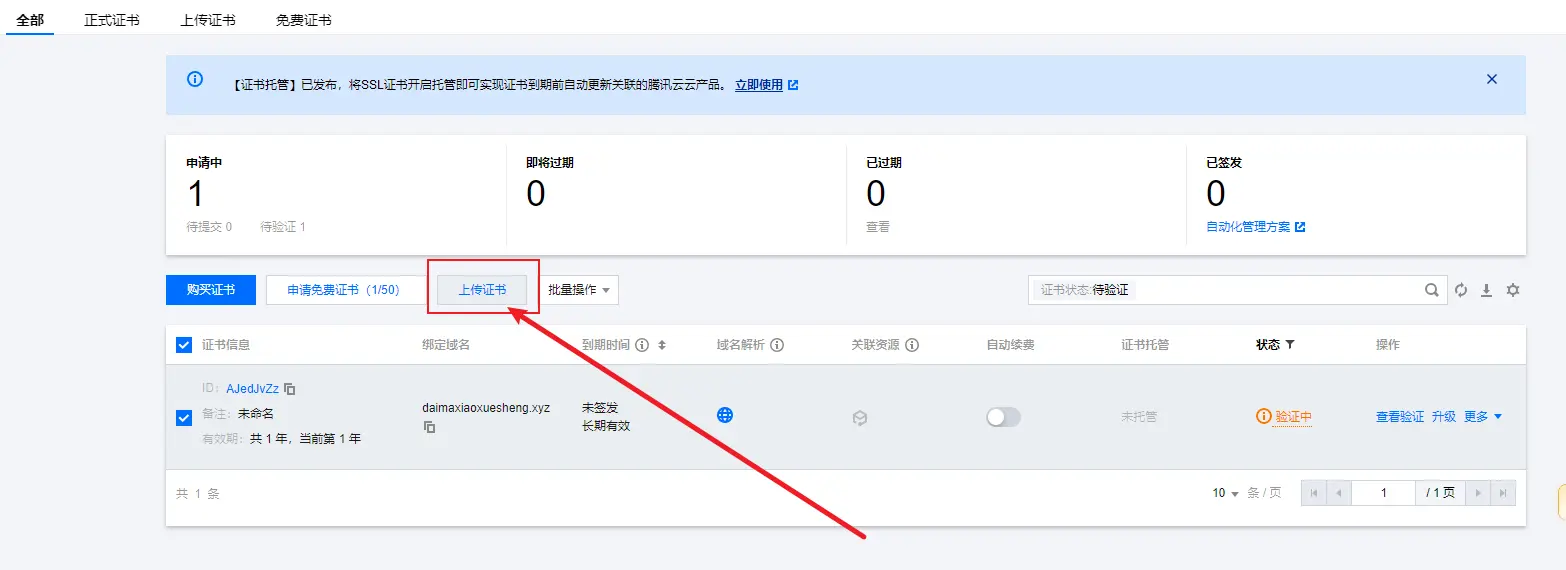 全部 正式证书 上传证书 免费证书
【证书托管】已发布，将SSL证书开启托管即可实现证书到期前自动更新关联的腾讯云云产品。 立即使用
申请中 即将过期 已过期 已签发
1 0 0 0
待提交 0 待验证 1 查看 自动化管理方案
购买证书 申请免费证书（1/50） 上传证书 批量操作 证书状态:待验证
证书信息 绑定域名 到期时间 域名解析 关联资源 自动续费 证书托管 状态 操作
ID： AJedJvZz
备注： 未命名 daimaxiaoxuesheng.xyz 未签发 未托管 验证中 查看验证 升级 更多
长期有效
有效期： 共 1 年，当前第 1 年
共 1 条 10 条 / 页 1 / 1 页